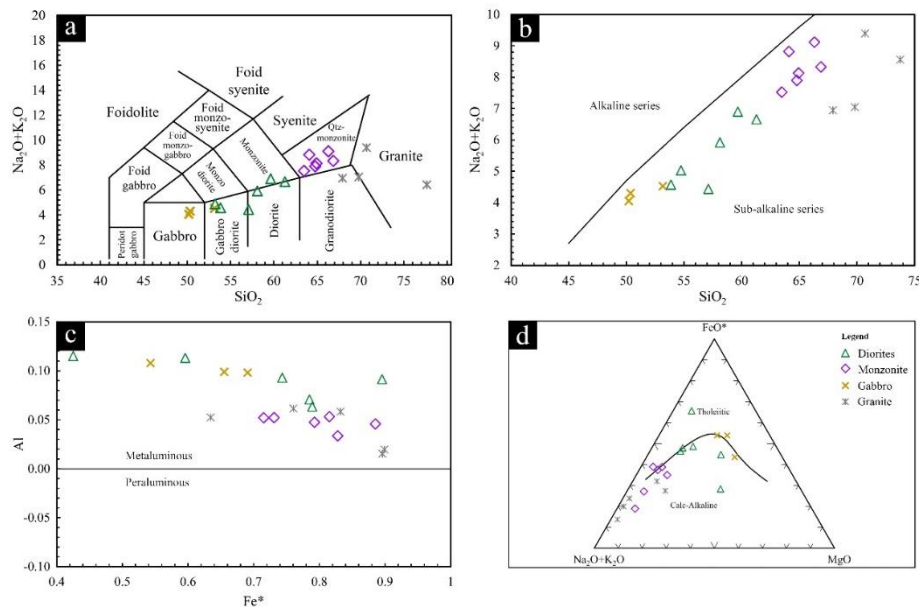 a
20
18
16
14
12
10
8
6
4
2
0
Na2O+K2O
35
40
45
50
55
60
65
70
75
80
SiO2
Foidolite
Foid
syenite
Foid
monzo-
syenite
Syenite
Foid
monzo-
gabbro
Foid
gabbro
Monzo
diorite
Monzonite
Qtz-
monzonite
Granite
Peridot
gabbro
Gabbro
Gabbro
diorite
Diorite
Granodiorite
b
10
9
8
7
6
5
4
3
2
Na2O+K2O
Alkaline series
Sub-alkaline series
40
45
50
55
60
65
70
75
SiO2
c
0.15
0.10
0.05
0.00
-0.05
-0.10
Al
Metaluminous
Peraluminous
0.4
0.5
0.6
0.7
0.8
0.9
1
Fe*
d
FeO*
Legend
Diorites
Monzonite
Gabbro
Granite
Tholeiitic
Calc-Alkaline
Na2O+K2O
MgO